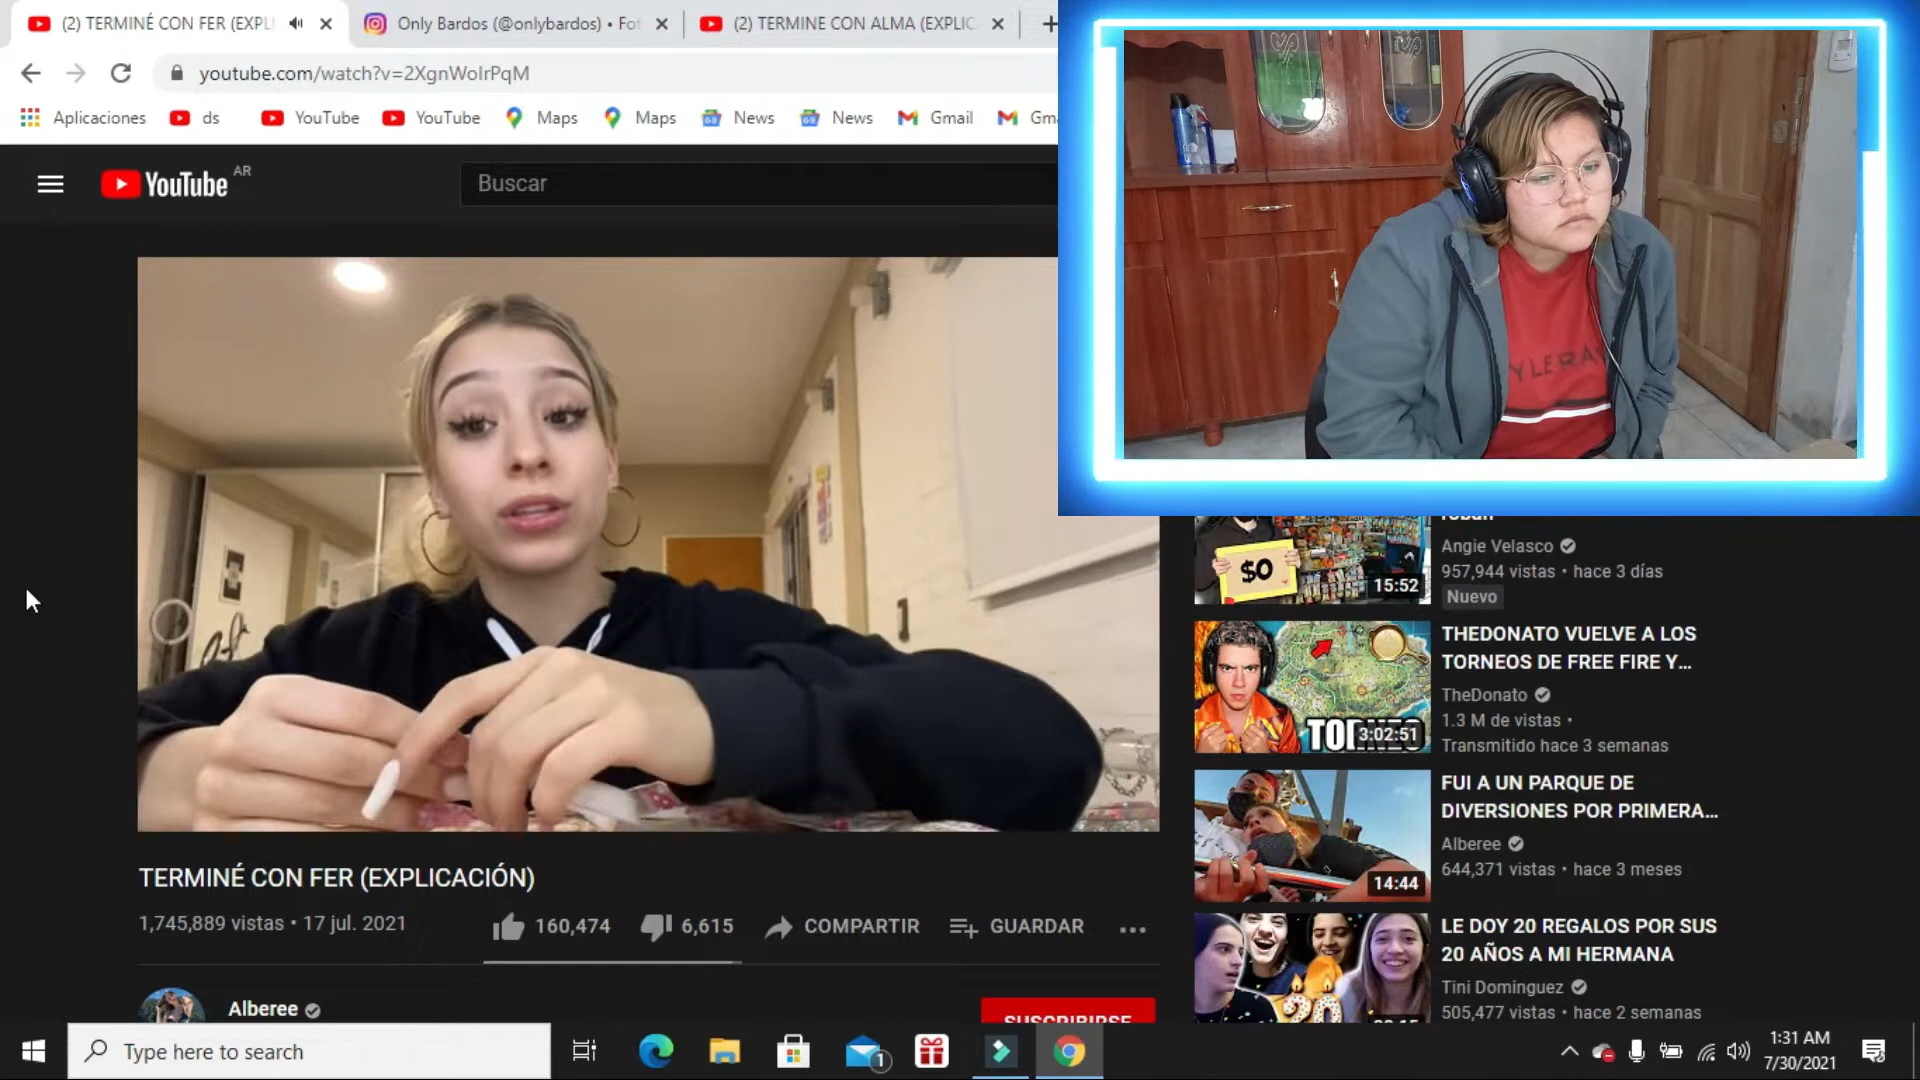 (2) TERMINÉ CON FER (EXPLI
Only Bardos (@onlybardos) • Fot
(2) TERMINE CON ALMA (EXPLIC
youtube.com/watch?v=2XgnWoIrPqM
Aplicaciones
ds
YouTube
YouTube
Maps
Maps
News
News
Gmail
Gm
YouTube AR
Buscar
YLERA
$0
15:52
Angie Velasco
957,944 vistas • hace 3 días
Nuevo
THEDONATO VUELVE A LOS
TORNEOS DE FREE FIRE Y...
TheDonato
1.3 M de vistas •
Transmitido hace 3 semanas
3:02:51
FUI A UN PARQUE DE
DIVERSIONES POR PRIMERA...
Alberee
644,371 vistas • hace 3 meses
14:44
LE DOY 20 REGALOS POR SUS
20 AÑOS A MI HERMANA
Tini Dominguez
505,477 vistas • hace 2 semanas
20
TERMINÉ CON FER (EXPLICACIÓN)
1,745,889 vistas • 17 jul. 2021
160,474
6,615
COMPARTIR
GUARDAR
Alberee
SUSCRIBIRSE
Type here to search
1
1:31 AM
7/30/2021